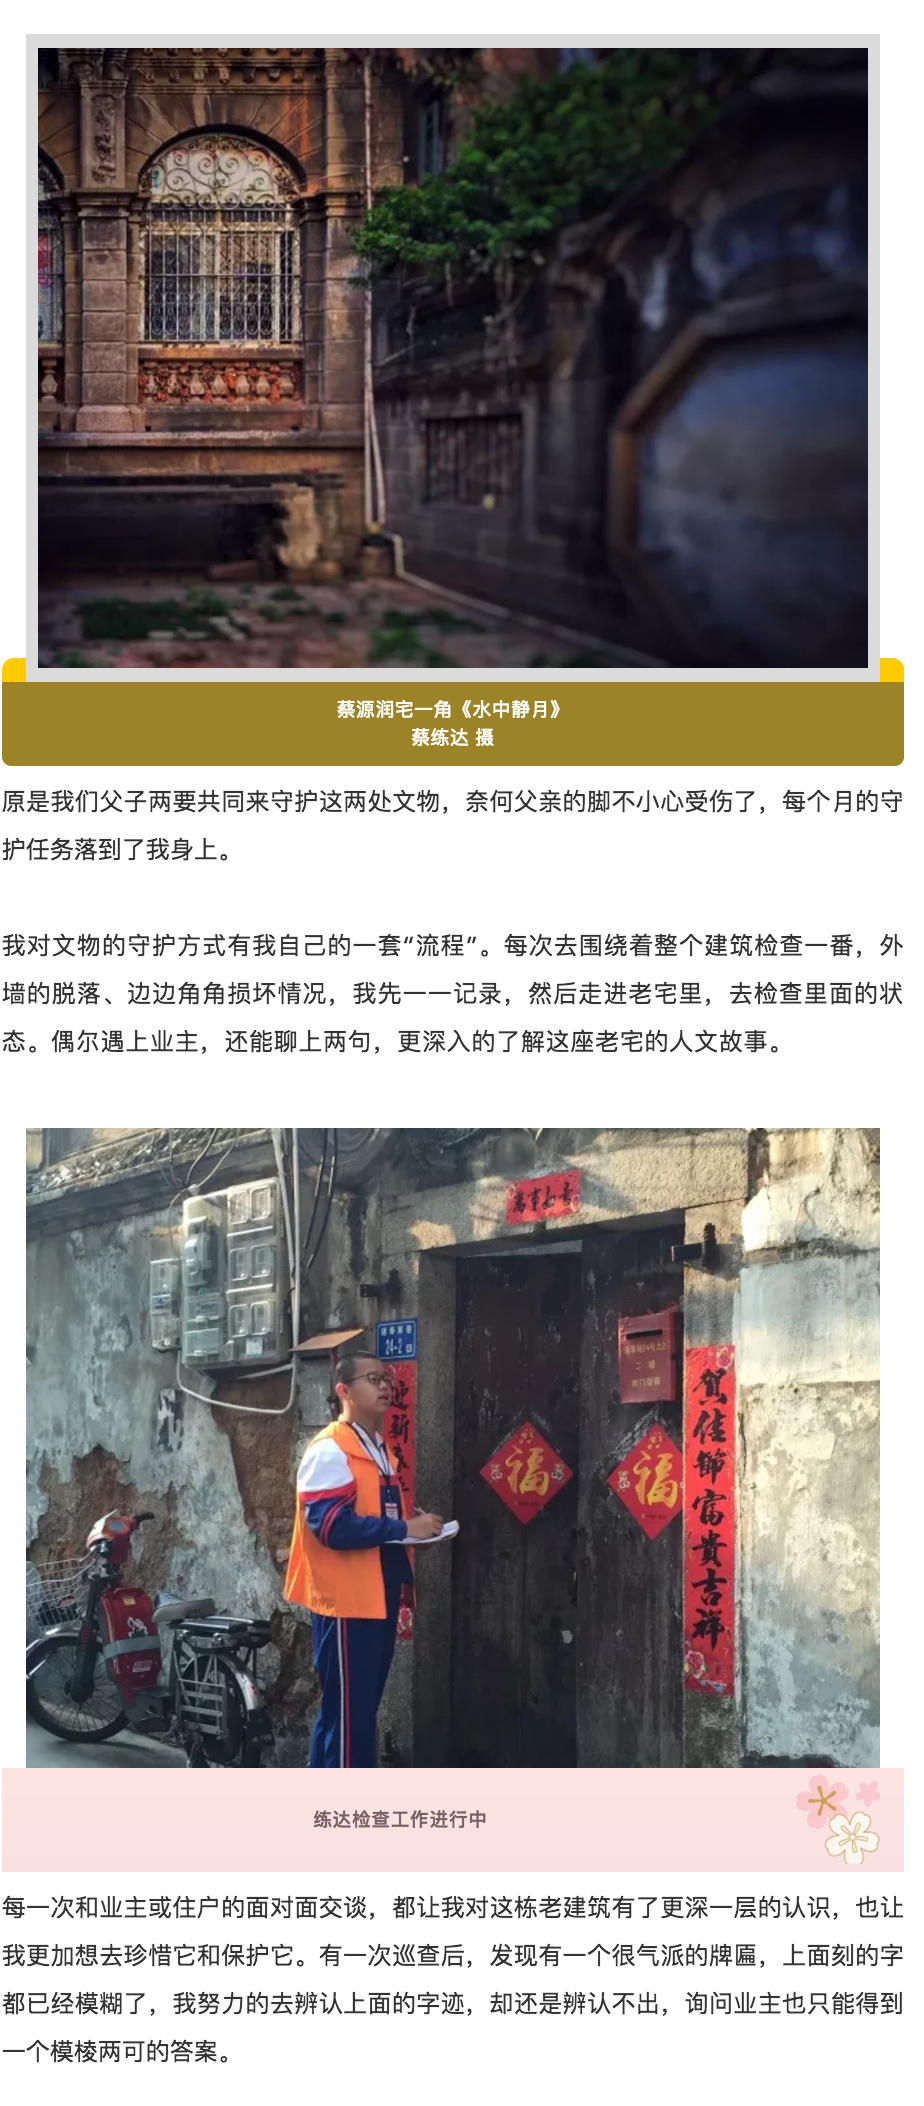 蔡源润宅一角《水中静月》
蔡练达 摄
原是我们父子两要共同来守护这两处文物，奈何父亲的脚不小心受伤了，每个月的守
护任务落到了我身上。
我对文物的守护方式有我自己的一套“流程”。每次去围绕着整个建筑检查一番，外
墙的脱落、边边角角损坏情况，我先一一记录，然后走进老宅里，去检查里面的状
态。偶尔遇上业主，还能聊上两句，更深入的了解这座老宅的人文故事。
萬事如意
24-2
迎新春
二楼
福
福
賀佳節富貴吉祥
练达检查工作进行中
每一次和业主或住户的面对面交谈，都让我对这栋老建筑有了更深一层的认识，也让
我更加想去珍惜它和保护它。有一次巡查后，发现有一个很气派的牌匾，上面刻的字
都已经模糊了，我努力的去辨认上面的字迹，却还是辨认不出，询问业主也只能得到
一个模棱两可的答案。